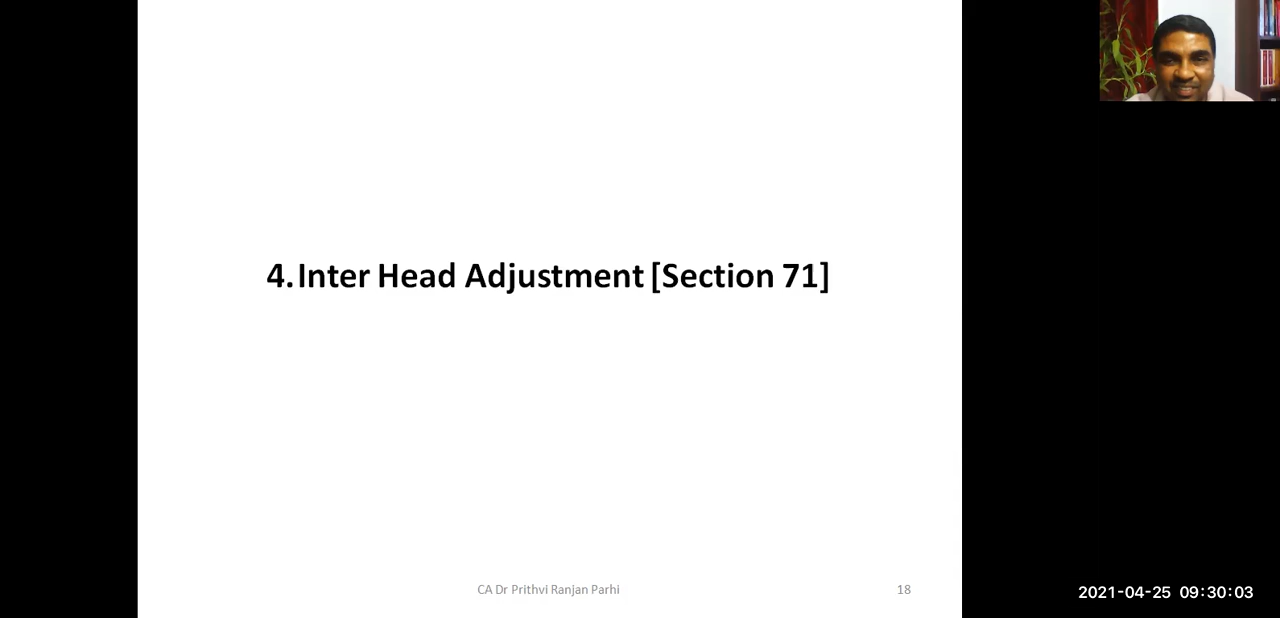 4. Inter Head Adjustment [Section 71]
CA Dr Prithvi Ranjan Parhi
18
2021-04-25 09:30:03